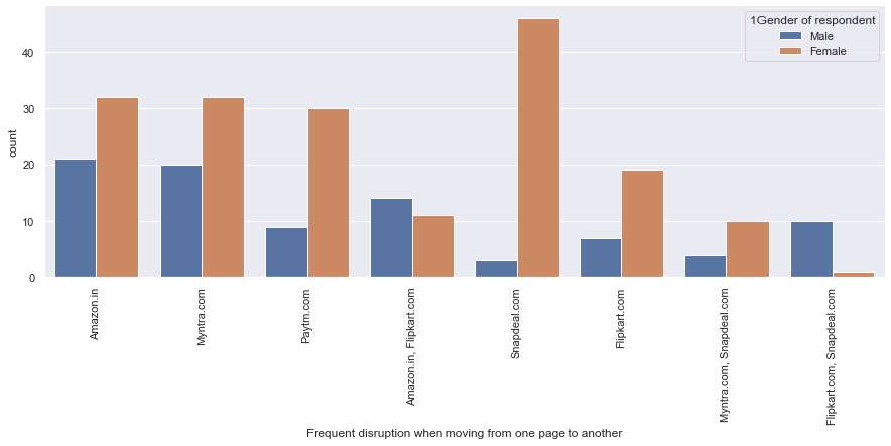 1Gender of respondent
Male
Female
count
40
30
20
10
0
Amazon.in
Myntra.com
Paytm.com
Amazon.in, Flipkart.com
Snapdeal.com
Flipkart.com
Myntra.com, Snapdeal.com
Flipkart.com, Snapdeal.com
Frequent disruption when moving from one page to another